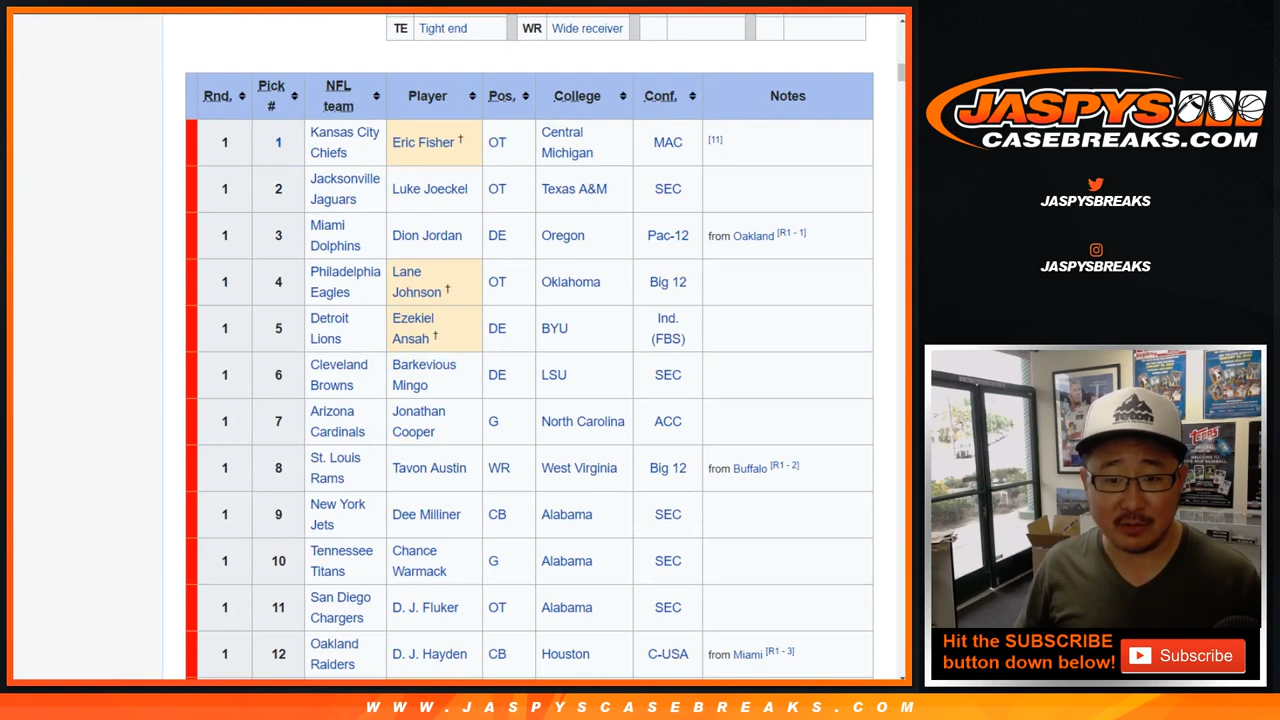 TE Tight end WR Wide receiver
Rnd. Pick # NFL team Player Pos. College Conf. Notes
1 1 Kansas City Chiefs Eric Fisher † OT Central Michigan MAC [11]
1 2 Jacksonville Jaguars Luke Joeckel OT Texas A&M SEC
1 3 Miami Dolphins Dion Jordan DE Oregon Pac-12 from Oakland [R1 - 1]
1 4 Philadelphia Eagles Lane Johnson † OT Oklahoma Big 12
1 5 Detroit Lions Ezekiel Ansah † DE BYU Ind. (FBS)
1 6 Cleveland Browns Barkevious Mingo DE LSU SEC
1 7 Arizona Cardinals Jonathan Cooper G North Carolina ACC
1 8 St. Louis Rams Tavon Austin WR West Virginia Big 12 from Buffalo [R1 - 2]
1 9 New York Jets Dee Milliner CB Alabama SEC
1 10 Tennessee Titans Chance Warmack G Alabama SEC
1 11 San Diego Chargers D. J. Fluker OT Alabama SEC
1 12 Oakland Raiders D. J. Hayden CB Houston C-USA from Miami [R1 - 3]
JASPYS
CASEBREAKS.COM
JASPYSBREAKS
JASPYSBREAKS
Teton
Topps
Hit the SUBSCRIBE
button down below!
Subscribe
WWW.JASPYSCASEBREAKS.COM